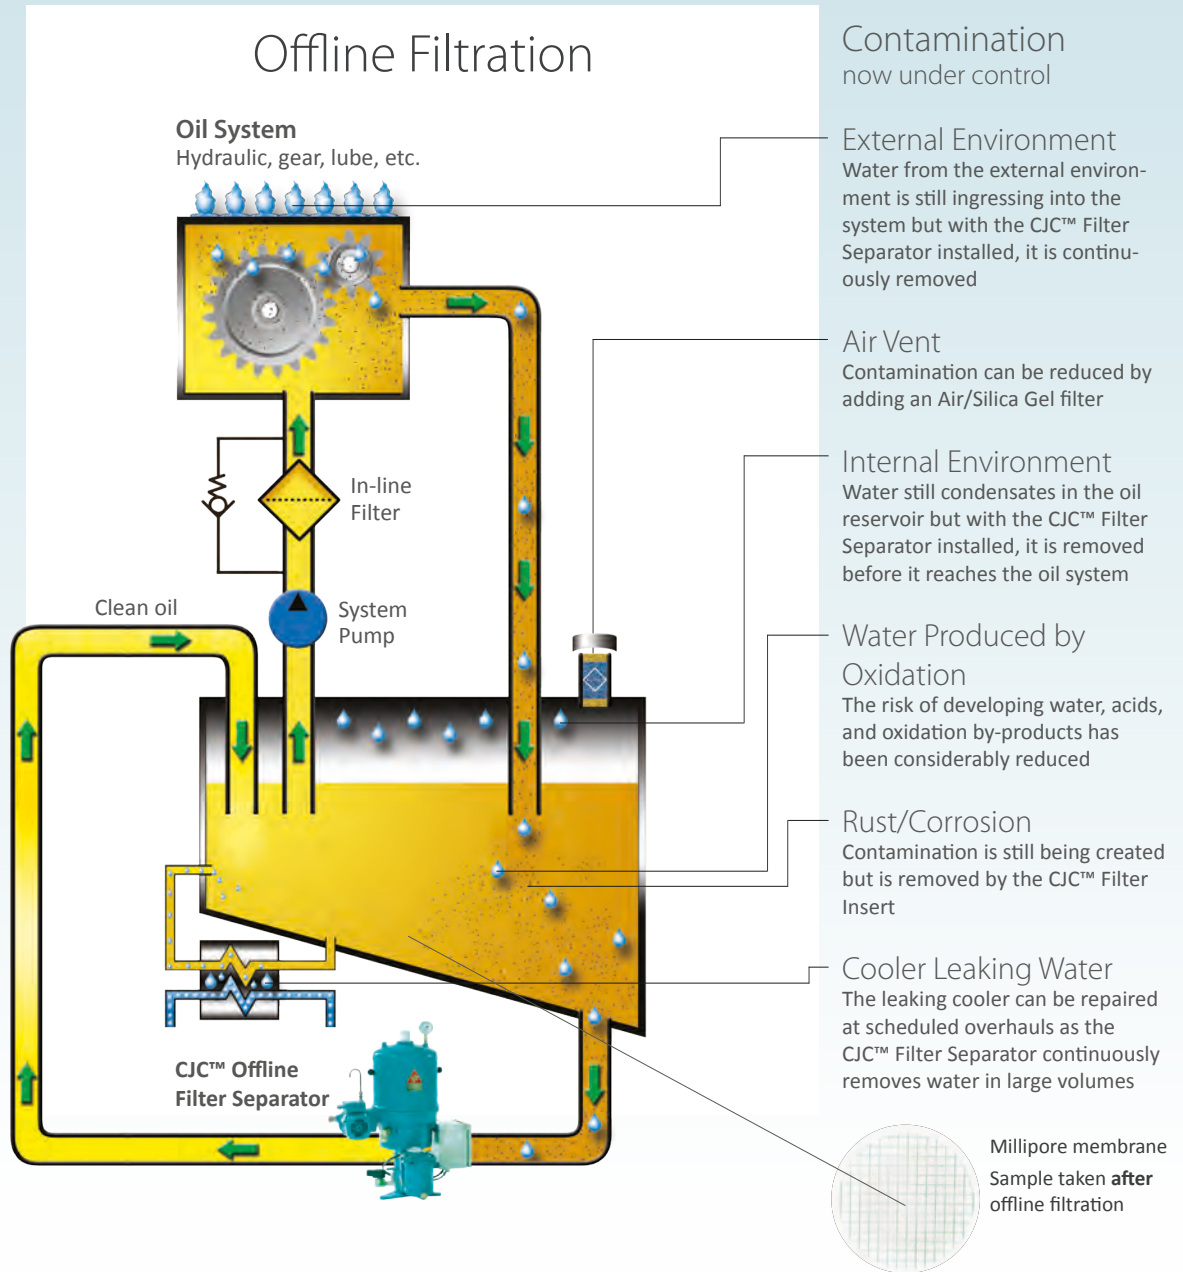 Offline Filtration
Oil System
Hydraulic, gear, lube, etc.
In-line
Filter
Clean oil
System
Pump
CJC™ Offline
Filter Separator
Contamination
now under control
External Environment
Water from the external environ-
ment is still ingressing into the
system but with the CJC™ Filter
Separator installed, it is continu-
ously removed
Air Vent
Contamination can be reduced by
adding an Air/Silica Gel filter
Internal Environment
Water still condensates in the oil
reservoir but with the CJC™ Filter
Separator installed, it is removed
before it reaches the oil system
Water Produced by
Oxidation
The risk of developing water, acids,
and oxidation by-products has
been considerably reduced
Rust/Corrosion
Contamination is still being created
but is removed by the CJC™ Filter
Insert
Cooler Leaking Water
The leaking cooler can be repaired
at scheduled overhauls as the
CJC™ Filter Separator continuously
removes water in large volumes
Millipore membrane
Sample taken after
offline filtration